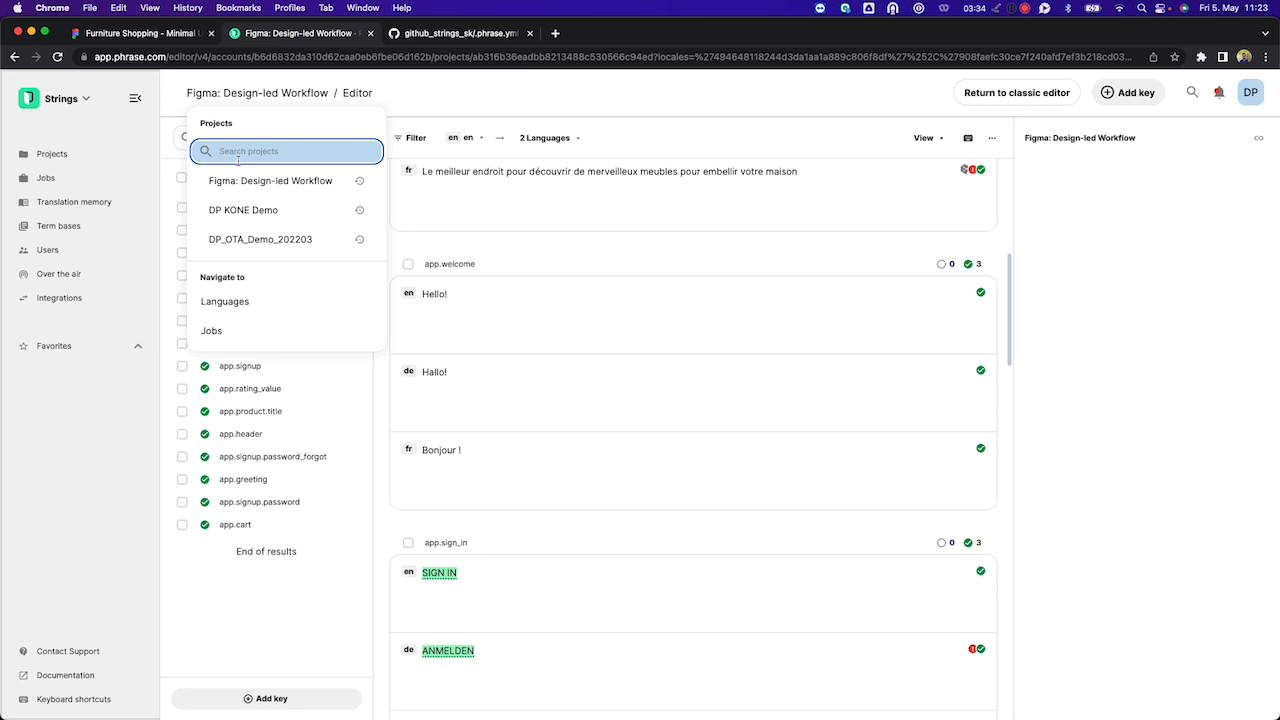 Chrome File Edit View History Bookmarks Profiles Tab Window Help 03:34 Fri 5. May 11:23
Furniture Shopping - Minimal U
Figma: Design-led Workflow - P
github_strings_sk/.phrase.yml
app.phrase.com/editor/v4/accounts/b6d6832da310d62caa0eb6fbe06d162b/projects/ab316b36eadbb8213488c530566c94ed?locales=%27494648118244d3da1aa1a889c806f8df%27%252C%27908faefc30ce7f240afd7ef3b218cd03...
Strings
Figma: Design-led Workflow / Editor
Return to classic editor
Add key
DP
Projects
Jobs
Translation memory
Term bases
Users
Over the air
Integrations
Favorites
Contact Support
Documentation
Keyboard shortcuts
Projects
Search projects
Figma: Design-led Workflow
DP KONE Demo
DP_OTA_Demo_202203
Navigate to
Languages
Jobs
app.signup
app.rating_value
app.product.title
app.header
app.signup.password_forgot
app.greeting
app.signup.password
app.cart
End of results
Add key
Filter en en → 2 Languages View
fr Le meilleur endroit pour découvrir de merveilleux meubles pour embellir votre maison
app.welcome 0 3
en Hello!
de Hallo!
fr Bonjour !
app.sign_in 0 3
en SIGN IN
de ANMELDEN
Figma: Design-led Workflow